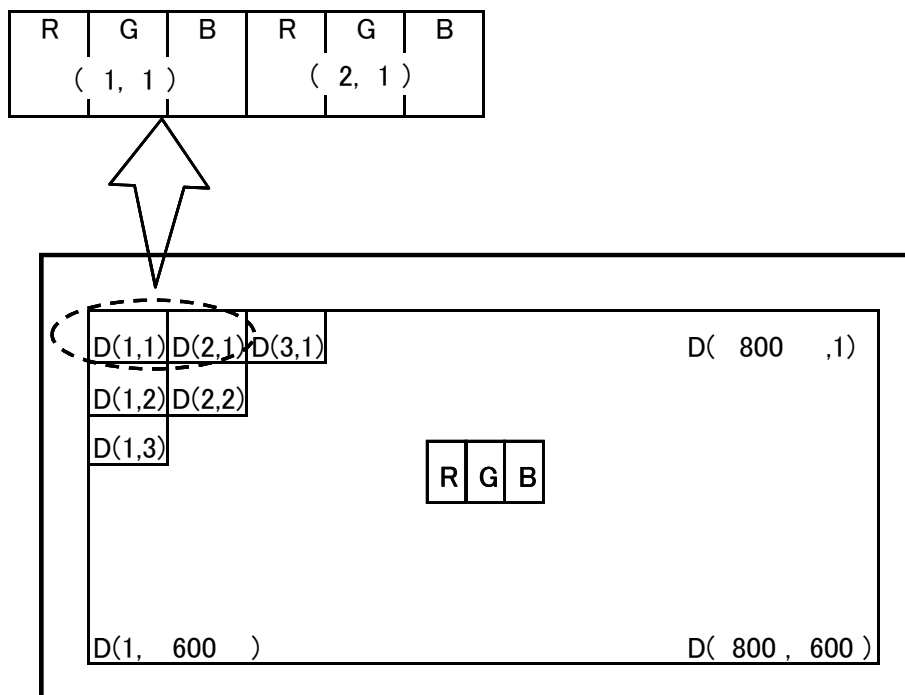 R G B R G B
( 1, 1 ) ( 2, 1 )
D(1,1) D(2,1) D(3,1) D( 800 ,1)
D(1,2) D(2,2)
D(1,3)
R G B
D(1, 600 ) D( 800 , 600 )